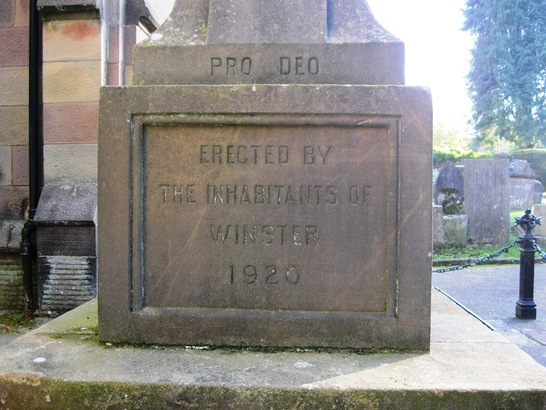 PRO DEO
ERECTED BY
THE INHABITANTS OF
WINSTER
1920